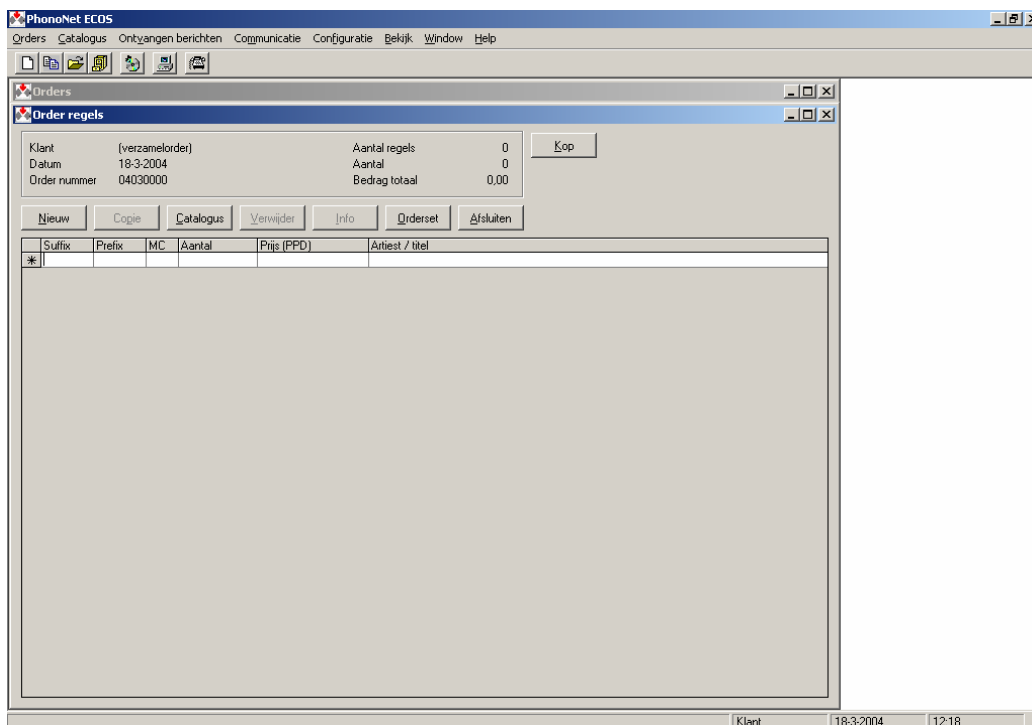 PhonoNet ECOS
Orders Catalogus Ontvangen berichten Communicatie Configuratie Bekijk Window Help
Orders
Order regels
Klant (verzamelorder) Aantal regels 0
Datum 18-3-2004 Aantal 0
Order nummer 04030000 Bedrag totaal 0,00
Kop
Nieuw Copie Catalogus Verwijder Info Orderset Afsluiten
Suffix Prefix MC Aantal Prijs (PPD) Artiest / titel
Klant 18-3-2004 12:18